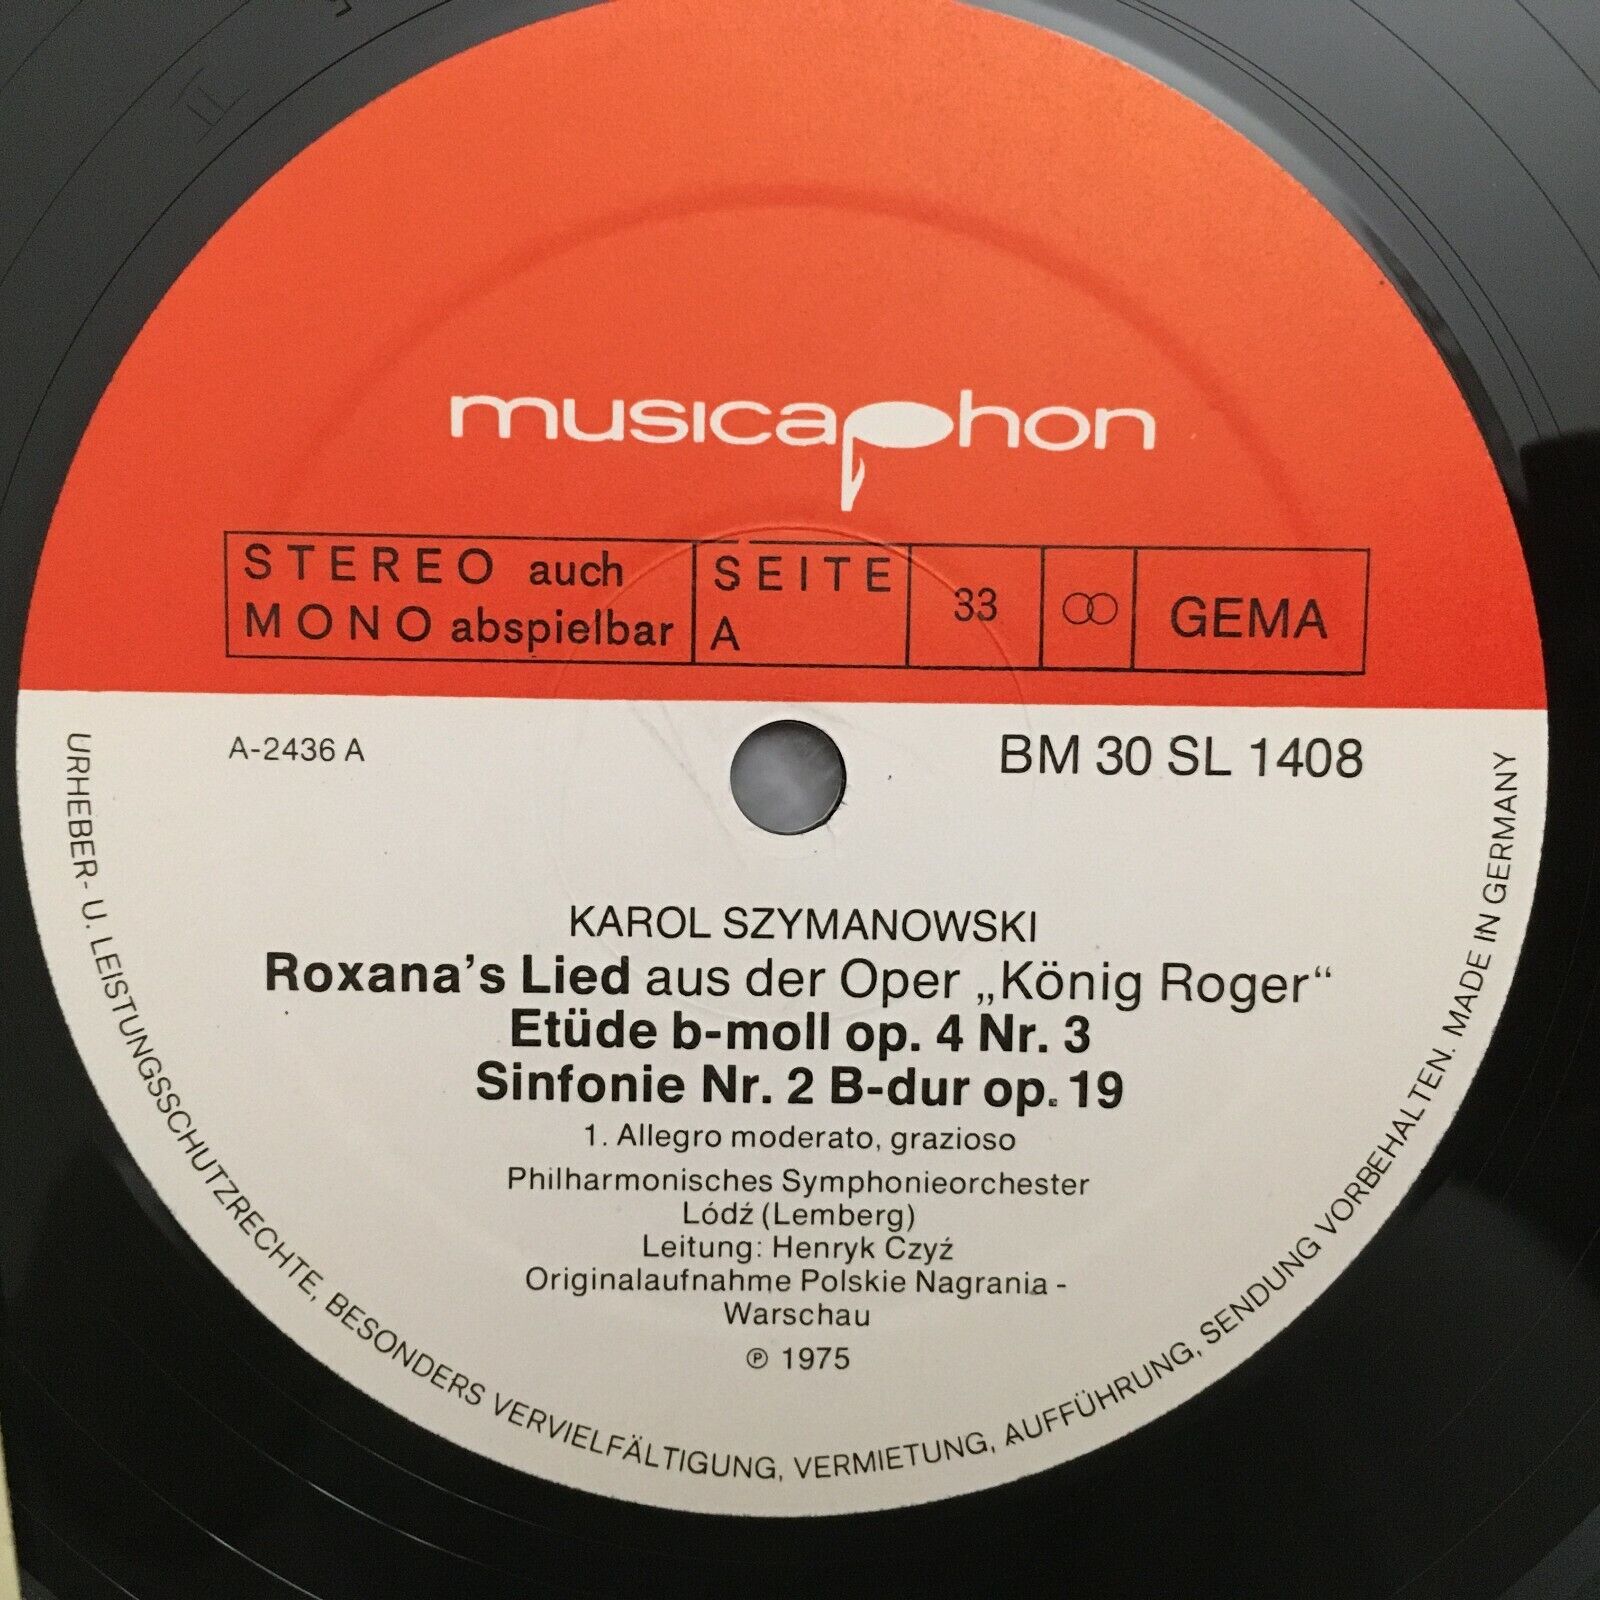 musicaphon
STEREO auch
MONO abspielbar
SEITE
A
33
GEMA
A-2436 A
BM 30 SL 1408
KAROL SZYMANOWSKI
Roxana's Lied aus der Oper „König Roger“
Etüde b-moll op. 4 Nr. 3
Sinfonie Nr. 2 B-dur op. 19
1. Allegro moderato, grazioso
Philharmonisches Symphonieorchester
Lódź (Lemberg)
Leitung: Henryk Czyź
Originalaufnahme Polskie Nagrania -
Warschau
℗ 1975
URHEBER- U. LEISTUNGSSCHUTZRECHTE, BESONDERS VERVIELFÄLTIGUNG, VERMIETUNG, AUFFÜHRUNG, SENDUNG VORBEHALTEN. MADE IN GERMANY